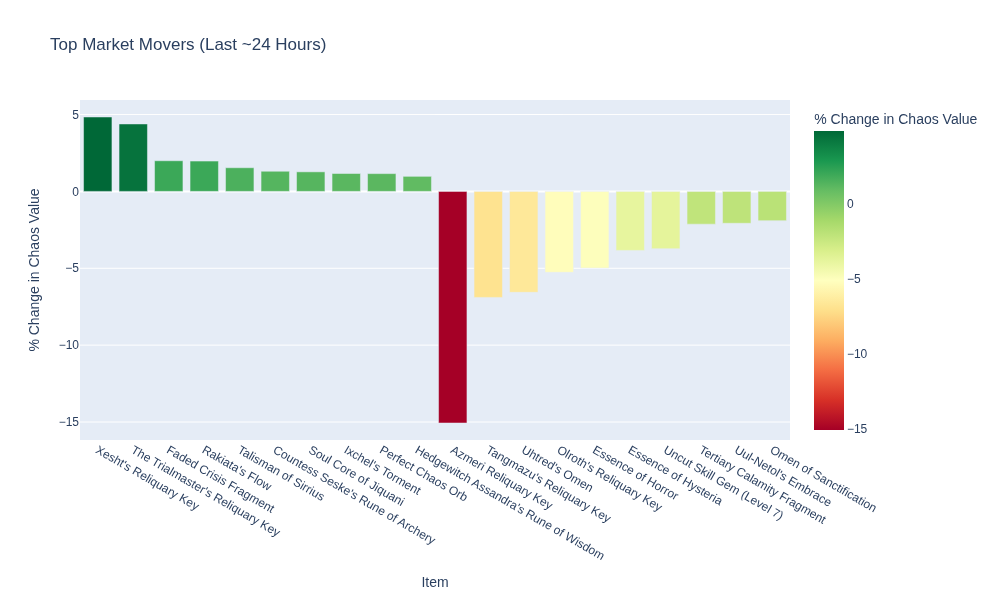 Top Market Movers (Last ~24 Hours)
% Change in Chaos Value
5
0
−5
−10
−15
% Change in Chaos Value
0
−5
−10
−15
Xesht's Reliquary Key
The Trialmaster's Reliquary Key
Faded Crisis Fragment
Rakiata's Flow
Talisman of Sirrius
Countess Seske's Rune of Archery
Soul Core of Jiquani
Ixchel's Torment
Perfect Chaos Orb
Hedgewitch Assandra's Rune of Wisdom
Azmeri Reliquary Key
Tangmazu's Reliquary Key
Uhtred's Omen
Olroth's Reliquary Key
Essence of Horror
Essence of Hysteria
Uncut Skill Gem (Level 7)
Tertiary Calamity Fragment
Uul-Netol's Embrace
Omen of Sanctification
Item